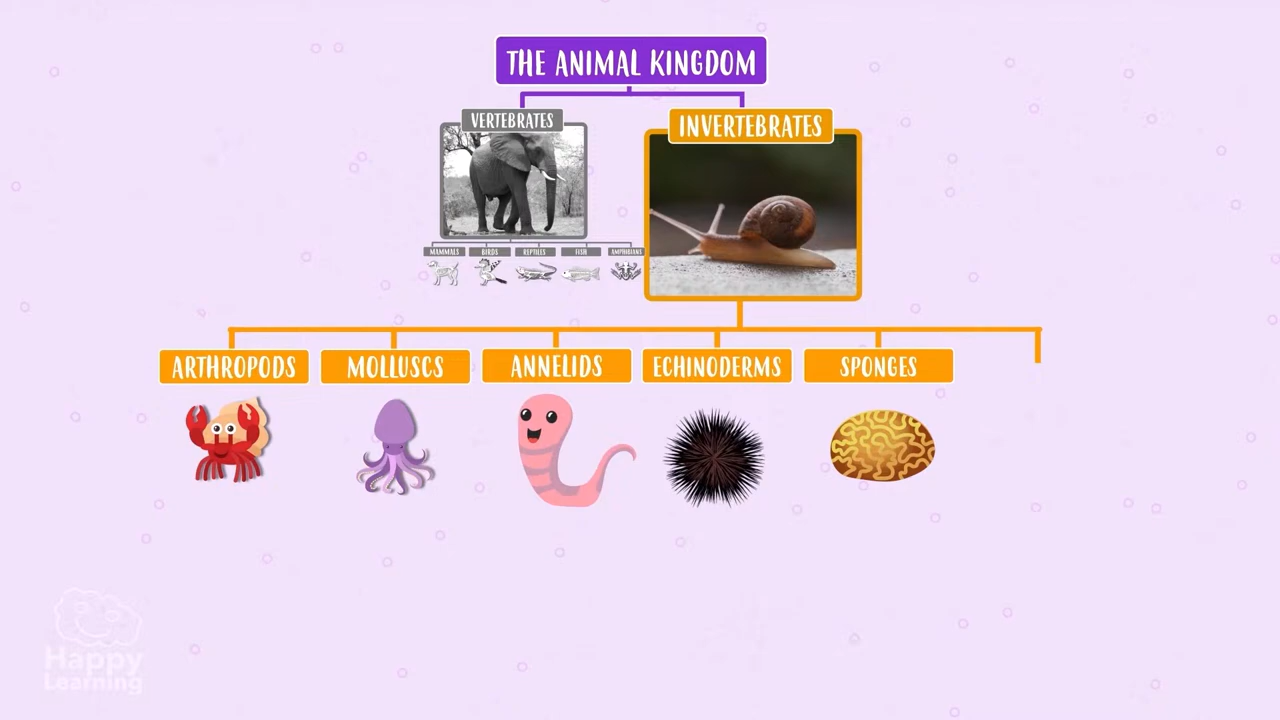 THE ANIMAL KINGDOM
VERTEBRATES
INVERTEBRATES
MAMMALS
BIRDS
REPTILES
FISH
AMPHIBIANS
ARTHROPODS
MOLLUSCS
ANNELIDS
ECHINODERMS
SPONGES
Happy
Learning